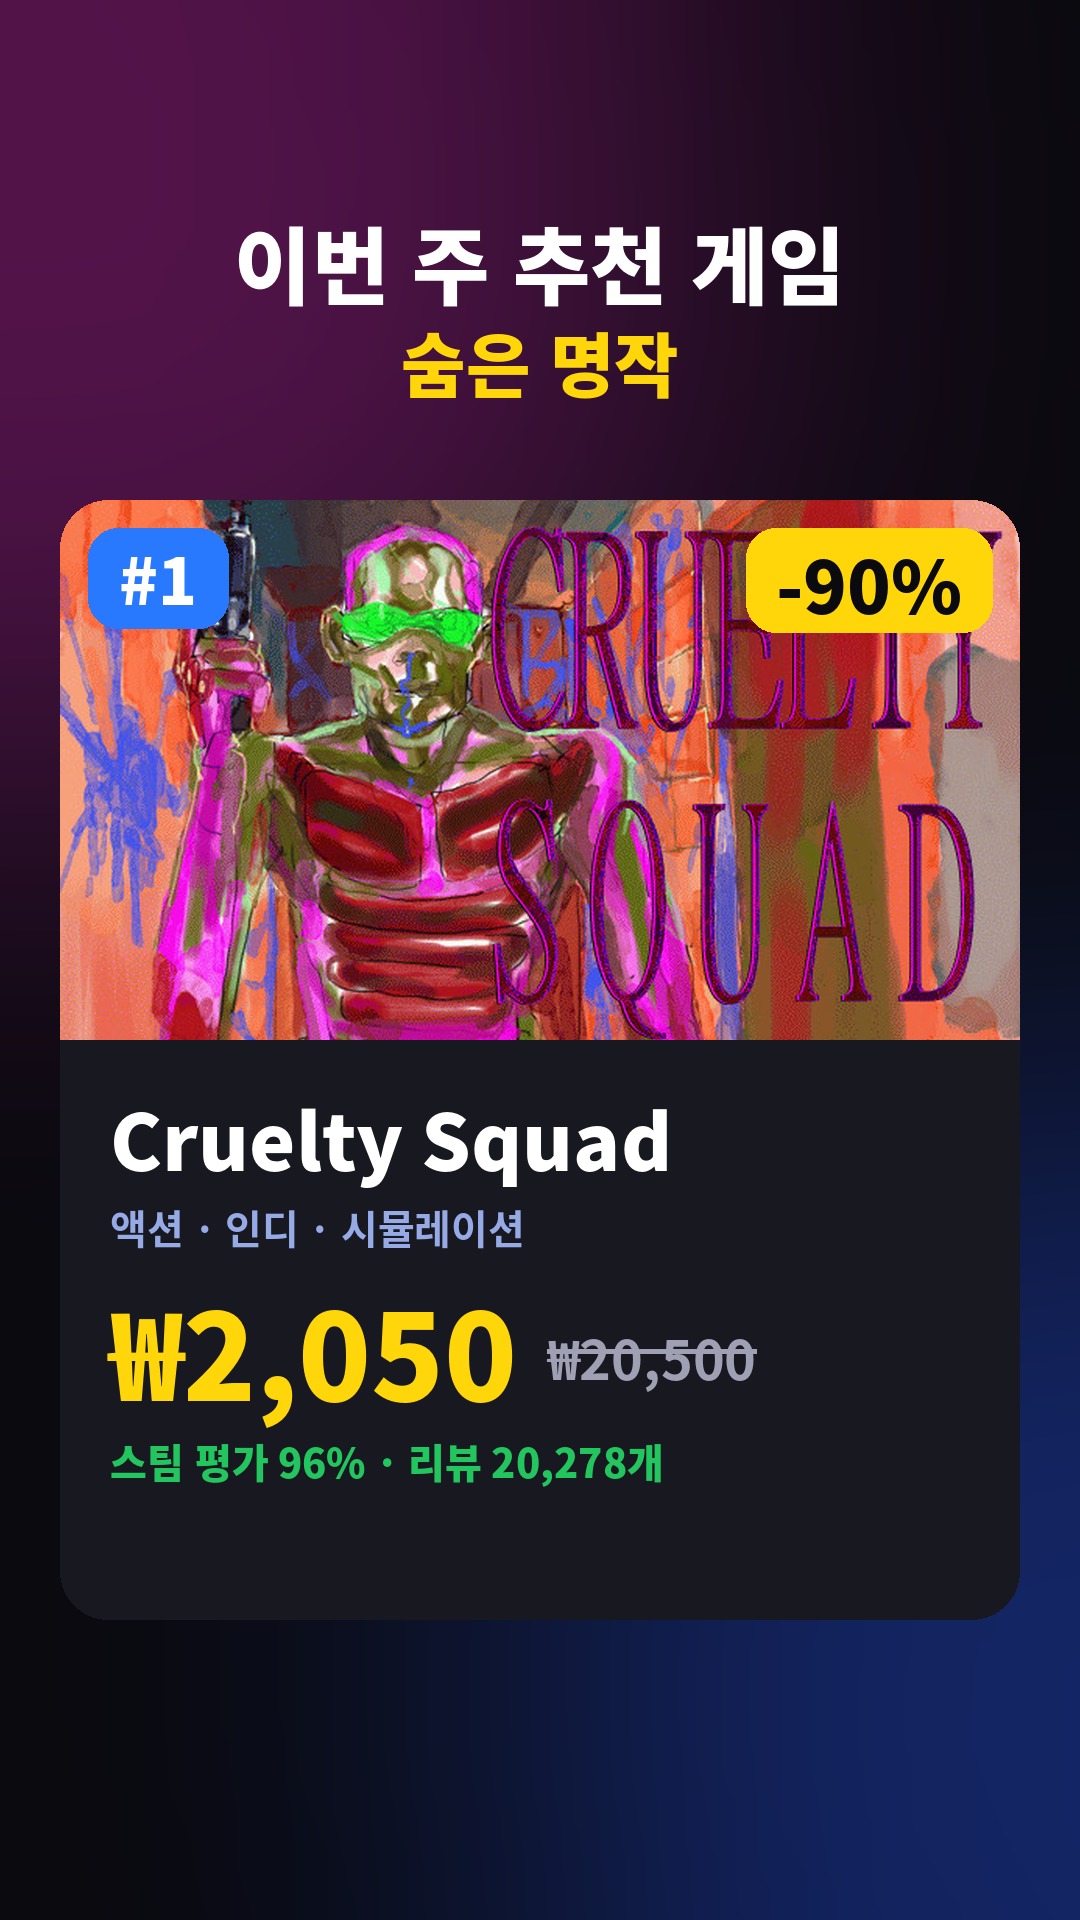 이번 주 추천 게임
숨은 명작
#1
-90%
CRUELTY
SQUAD
Cruelty Squad
액션 · 인디 · 시뮬레이션
₩2,050 ₩20,500
스팀 평가 96% · 리뷰 20,278개